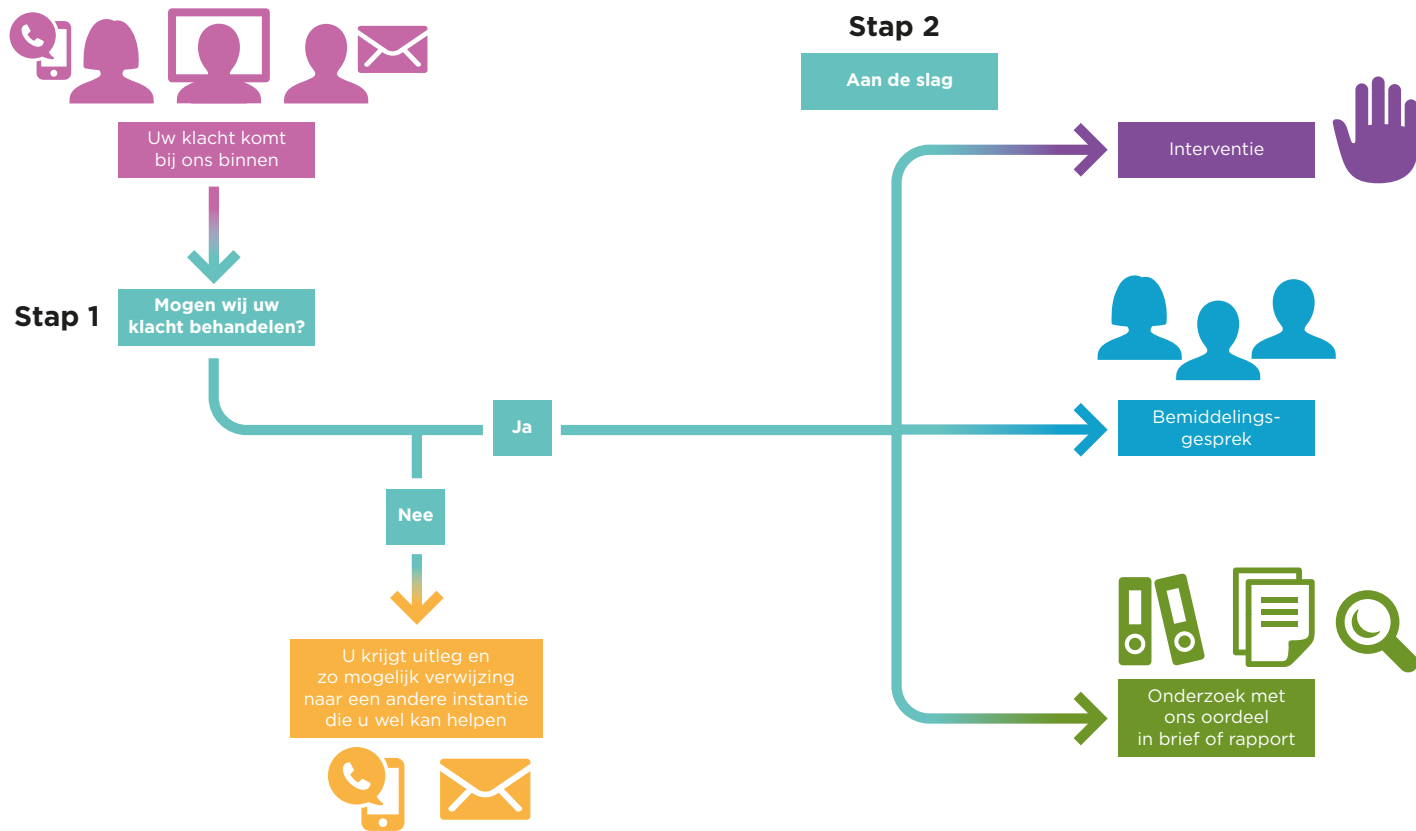 Uw klacht komt
bij ons binnen
Stap 1
Mogen wij uw
klacht behandelen?
Ja
Nee
U krijgt uitleg en
zo mogelijk verwijzing
naar een andere instantie
die u wel kan helpen
Stap 2
Aan de slag
Interventie
Bemiddelings-
gesprek
Onderzoek met
ons oordeel
in brief of rapport